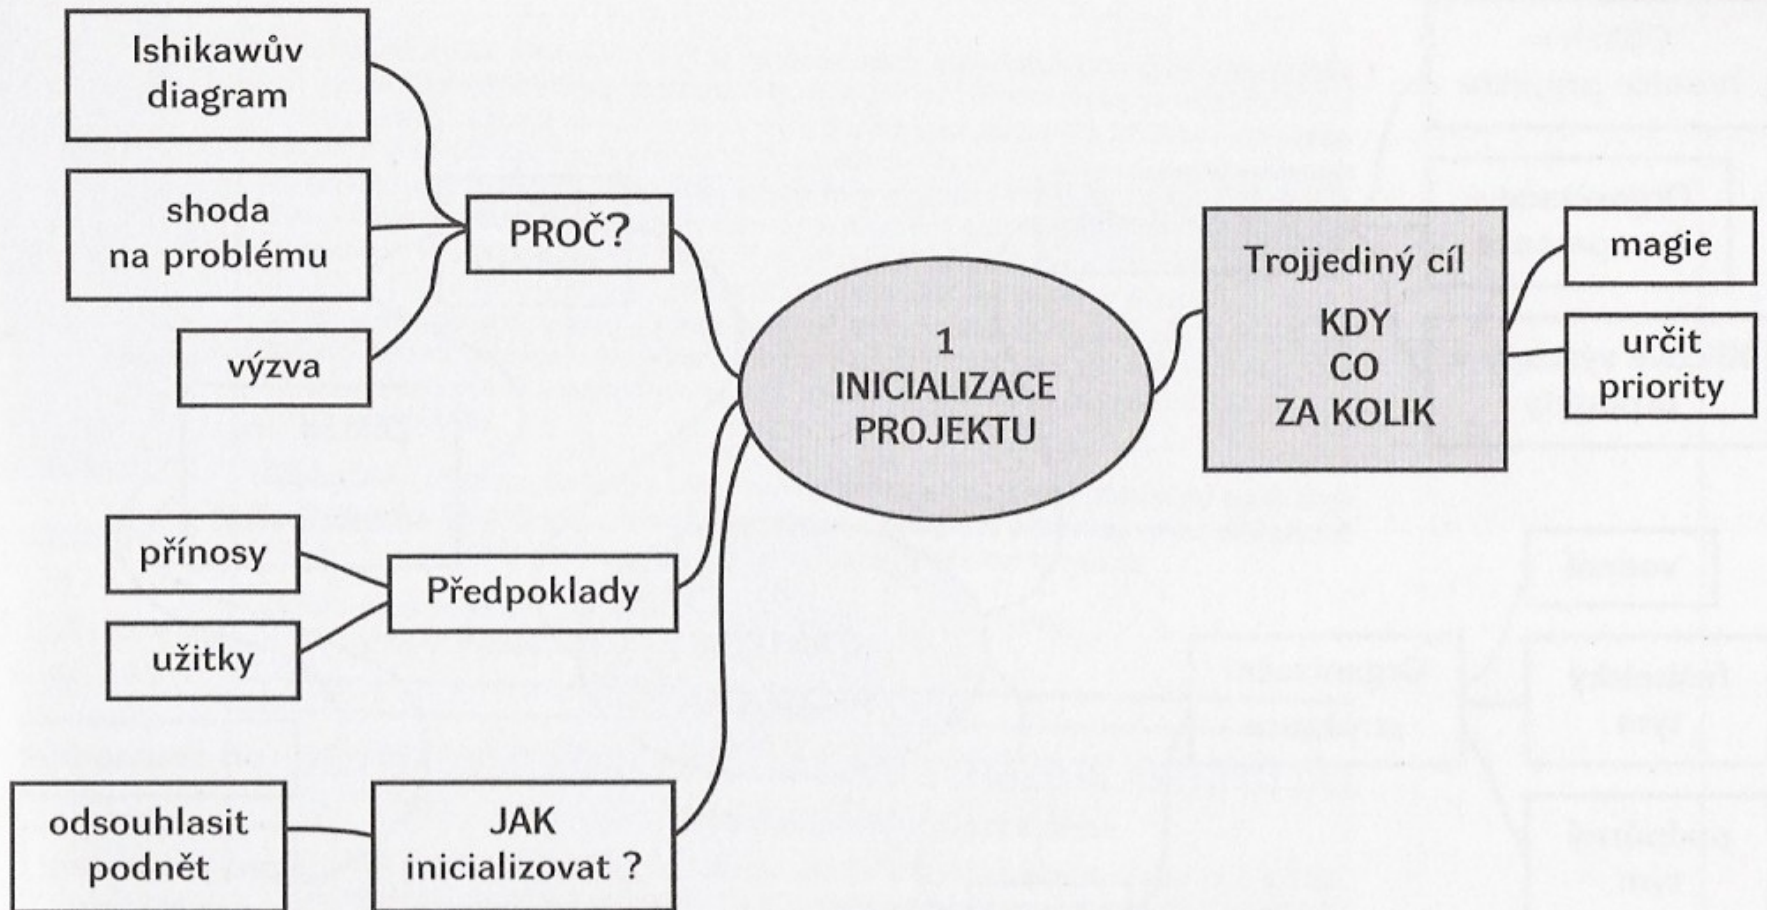 Ishikawův
diagram
shoda
na problému
výzva
PROČ?
přínosy
užitky
Předpoklady
odsouhlasit
podnět
JAK
inicializovat ?
1
INICIALIZACE
PROJEKTU
Trojjediný cíl
KDY
CO
ZA KOLIK
magie
určit
priority